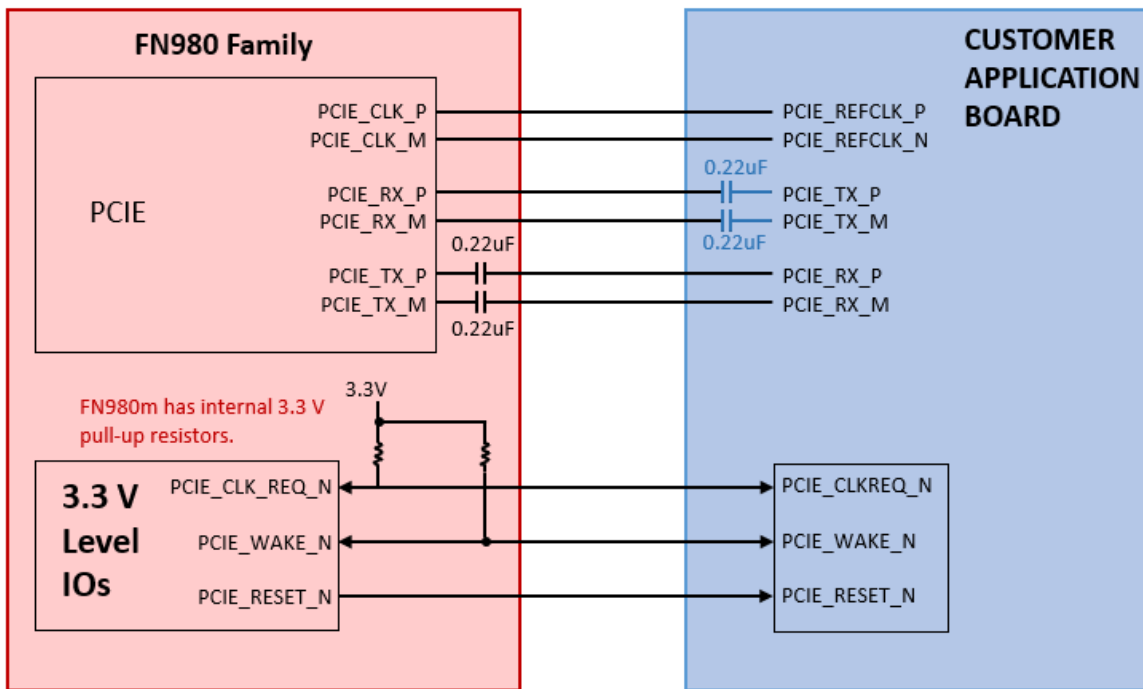 FN980 Family
CUSTOMER
APPLICATION
BOARD
PCIE
PCIE_CLK_P
PCIE_CLK_M
PCIE_RX_P
PCIE_RX_M
0.22uF
PCIE_TX_P
PCIE_TX_M
0.22uF
PCIE_REFCLK_P
PCIE_REFCLK_N
0.22uF
PCIE_TX_P
PCIE_TX_M
0.22uF
PCIE_RX_P
PCIE_RX_M
3.3V
FN980m has internal 3.3 V
pull-up resistors.
3.3 V
Level
IOs
PCIE_CLK_REQ_N
PCIE_WAKE_N
PCIE_RESET_N
PCIE_CLKREQ_N
PCIE_WAKE_N
PCIE_RESET_N